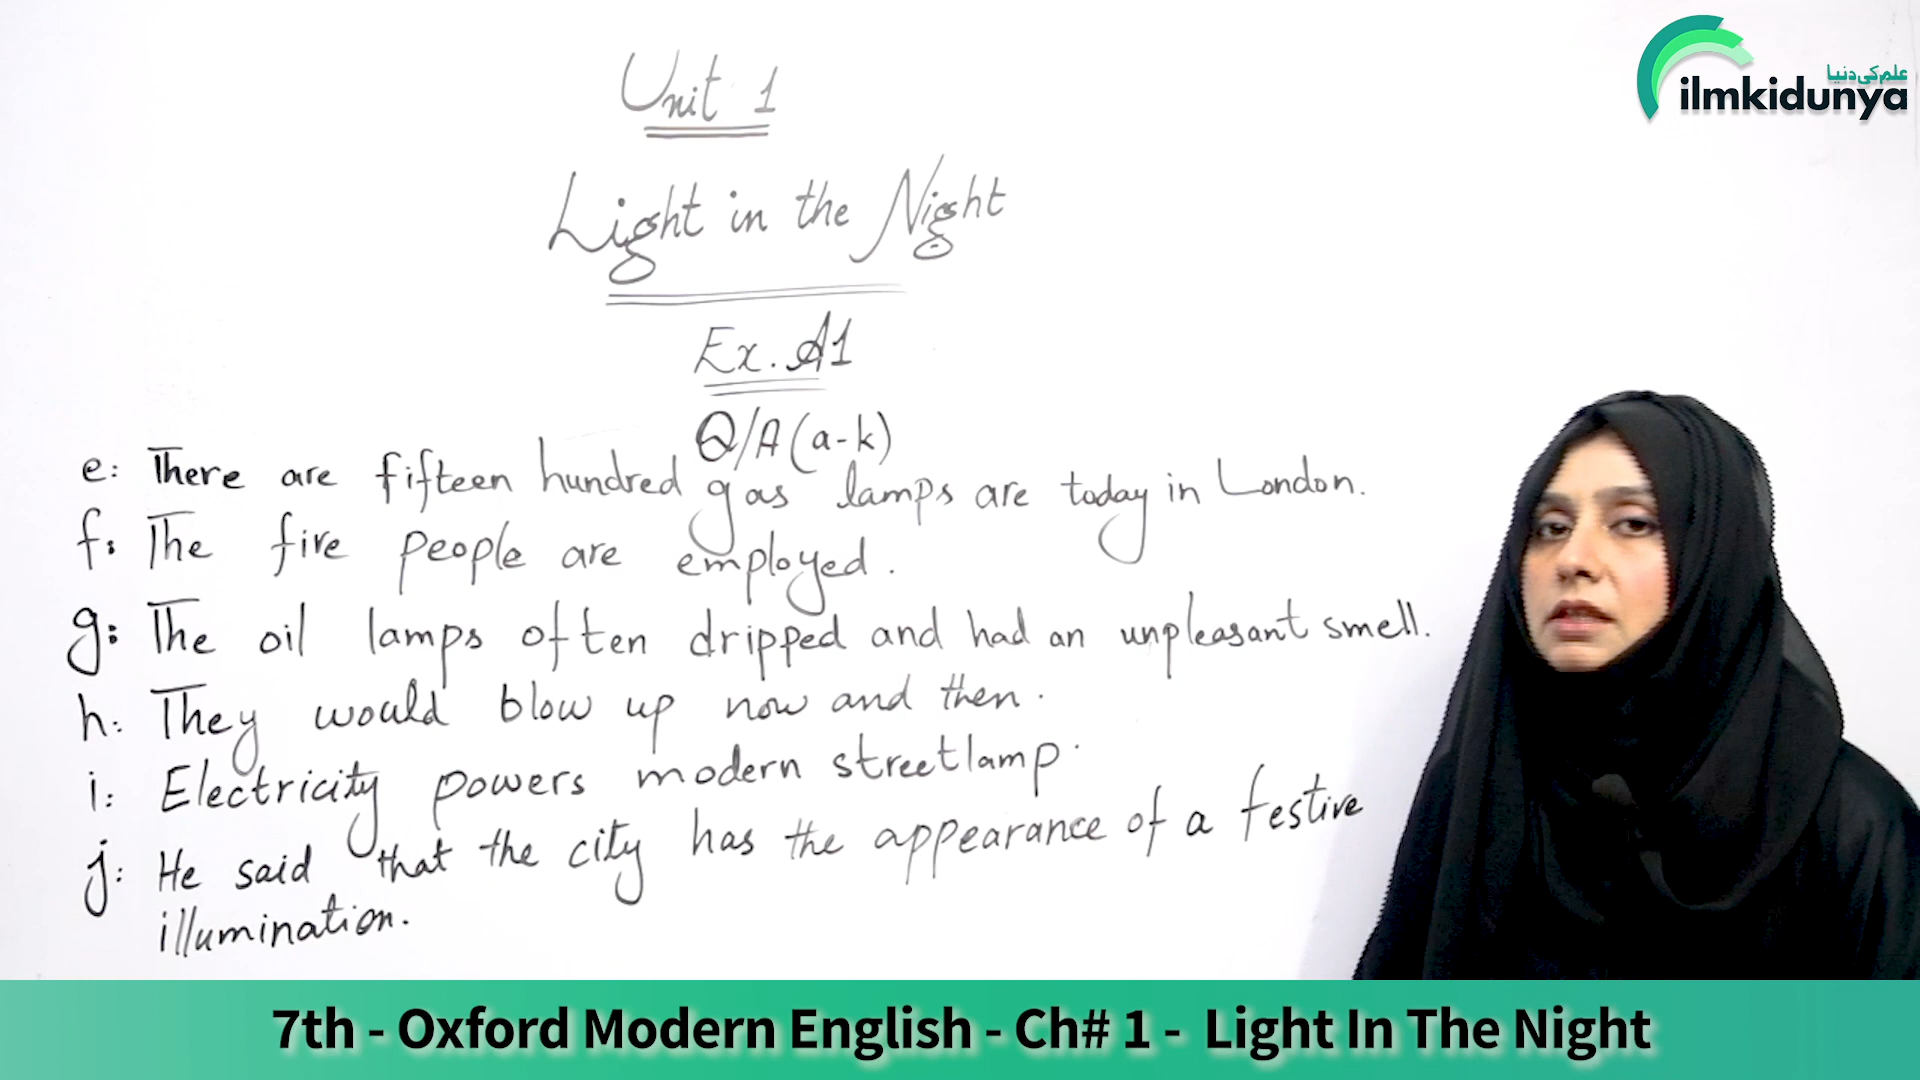 علم کی دنیا
ilmkidunya
Unit 1
Light in the Night
Ex. A1
Q/A (a-k)
e: There are fifteen hundred gas lamps are today in London.
f: The five people are employed.
g: The oil lamps often dripped and had an unpleasant smell.
h: They would blow up now and then.
i: Electricity powers modern streetlamp.
j: He said that the city has the appearance of a festive
illumination.
7th - Oxford Modern English - Ch# 1 - Light In The Night